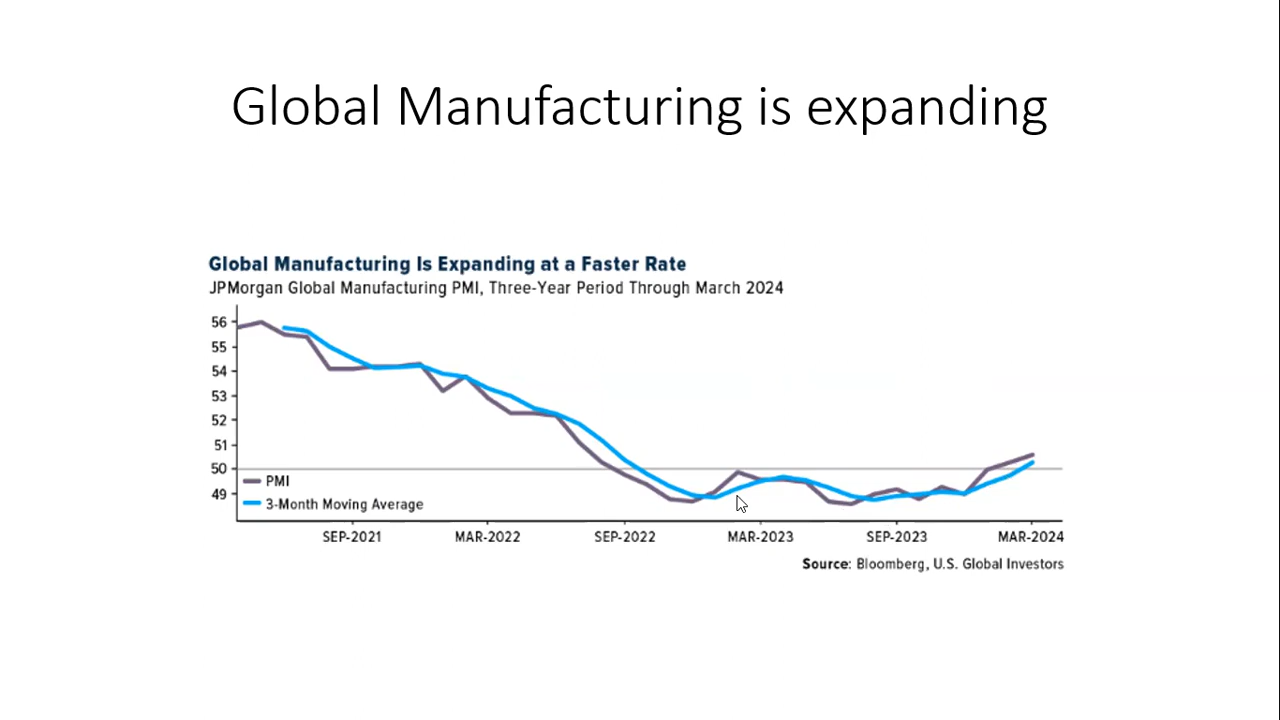 Global Manufacturing is expanding
Global Manufacturing Is Expanding at a Faster Rate
JPMorgan Global Manufacturing PMI, Three-Year Period Through March 2024
56
55
54
53
52
51
50
49
PMI
3-Month Moving Average
SEP-2021 MAR-2022 SEP-2022 MAR-2023 SEP-2023 MAR-2024
Source: Bloomberg, U.S. Global Investors